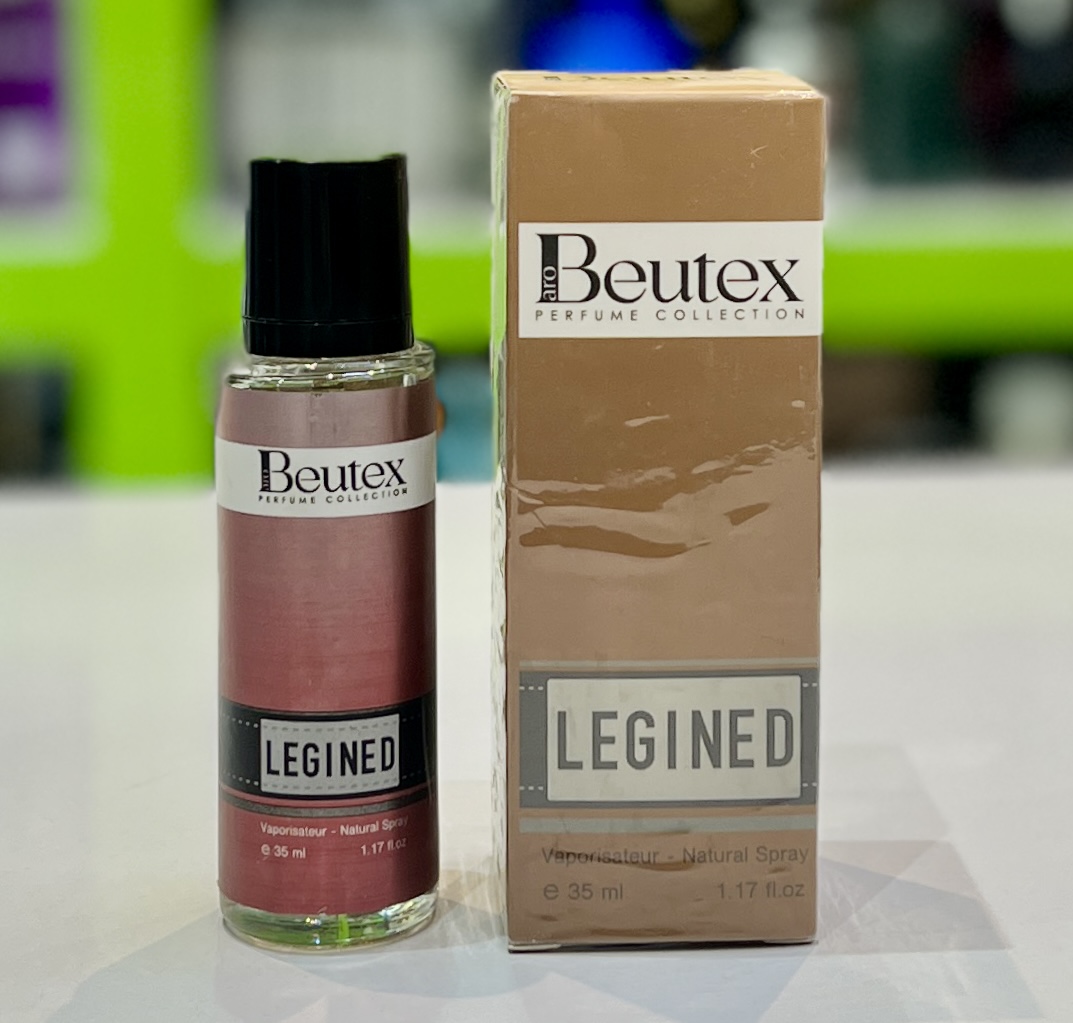 Beutex
aro
PERFUME COLLECTION
LEGINED
Vaporisateur - Natural Spray
e 35 ml 1.17 fl.oz
Beutex
aro
PERFUME COLLECTION
LEGINED
Vaporisateur - Natural Spray
e 35 ml 1.17 fl.oz